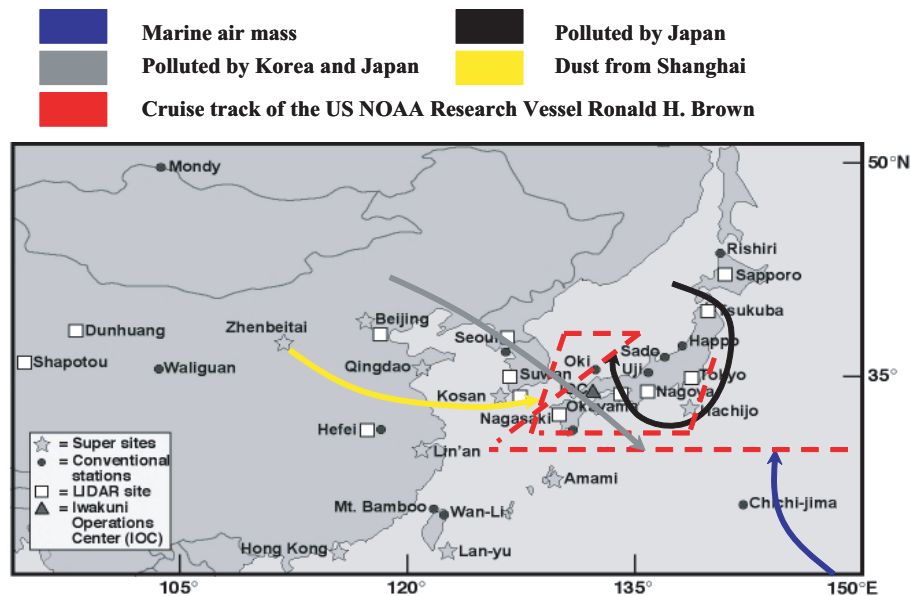 Marine air mass
Polluted by Japan
Polluted by Korea and Japan
Dust from Shanghai
Cruise track of the US NOAA Research Vessel Ronald H. Brown
Mondy
50°N
Rishiri
Sapporo
Dunhuang
Zhenbeitai
Beijing
Tsukuba
Seoul
Happo
Sado
Shapotou
Waliguan
Qingdao
Oki
Uji
35°
Suwon
Tokyo
Kosan
IOC
Nagoya
Okayama
Nagasaki
Hachijo
Hefei
Lin'an
= Super sites
= Conventional
stations
= LIDAR site
= Iwakuni
Operations
Center (IOC)
Amami
Mt. Bamboo
Wan-Li
Chichi-jima
Hong Kong
Lan-yu
105°
120°
135°
150°E